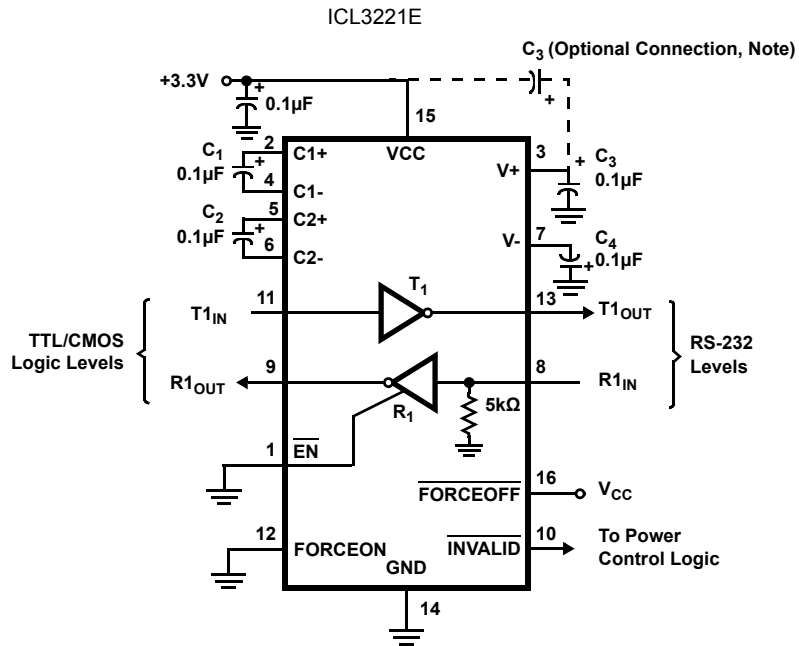 ICL3221E
C3 (Optional Connection, Note)
+
+3.3V
+
0.1µF
15
VCC
C1
0.1µF
+
2
C1+
4
C1-
C2
0.1µF
+
5
C2+
6
C2-
3
V+
+
C3
0.1µF
7
V-
C4
+
0.1µF
TTL/CMOS
Logic Levels
T1IN
11
T1
13
T1OUT
R1OUT
9
R1
5kΩ
8
R1IN
RS-232
Levels
1
EN
16
FORCEOFF
VCC
12
FORCEON
10
INVALID
To Power
Control Logic
GND
14